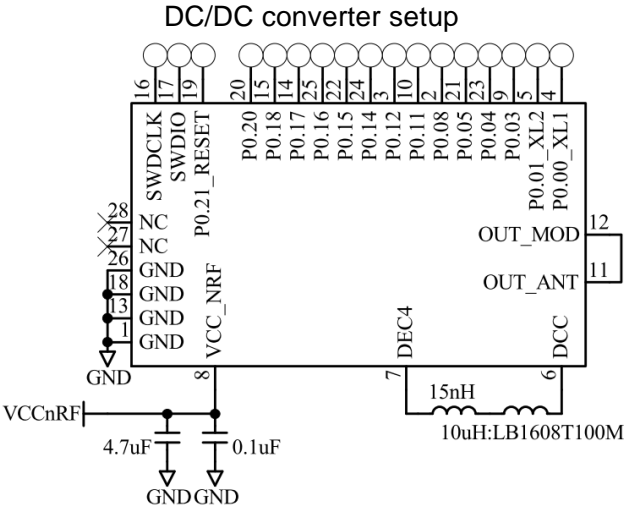 DC/DC converter setup
16 17 19 20 15 14 25 22 24 3 10 2 21 23 9 5 4
SWDCLK
SWDIO
P0.21_RESET
P0.20
P0.18
P0.17
P0.16
P0.15
P0.14
P0.12
P0.11
P0.08
P0.05
P0.04
P0.03
P0.01_XL2
P0.00_XL1
28 NC
27 NC
26 GND
18 GND
13 GND
1 GND
GND
OUT_MOD 12
OUT_ANT 11
VCC_NRF
8
DEC4
7
DCC
6
15nH
10uH:LB1608T100M
VCCnRF
4.7uF
0.1uF
GND GND